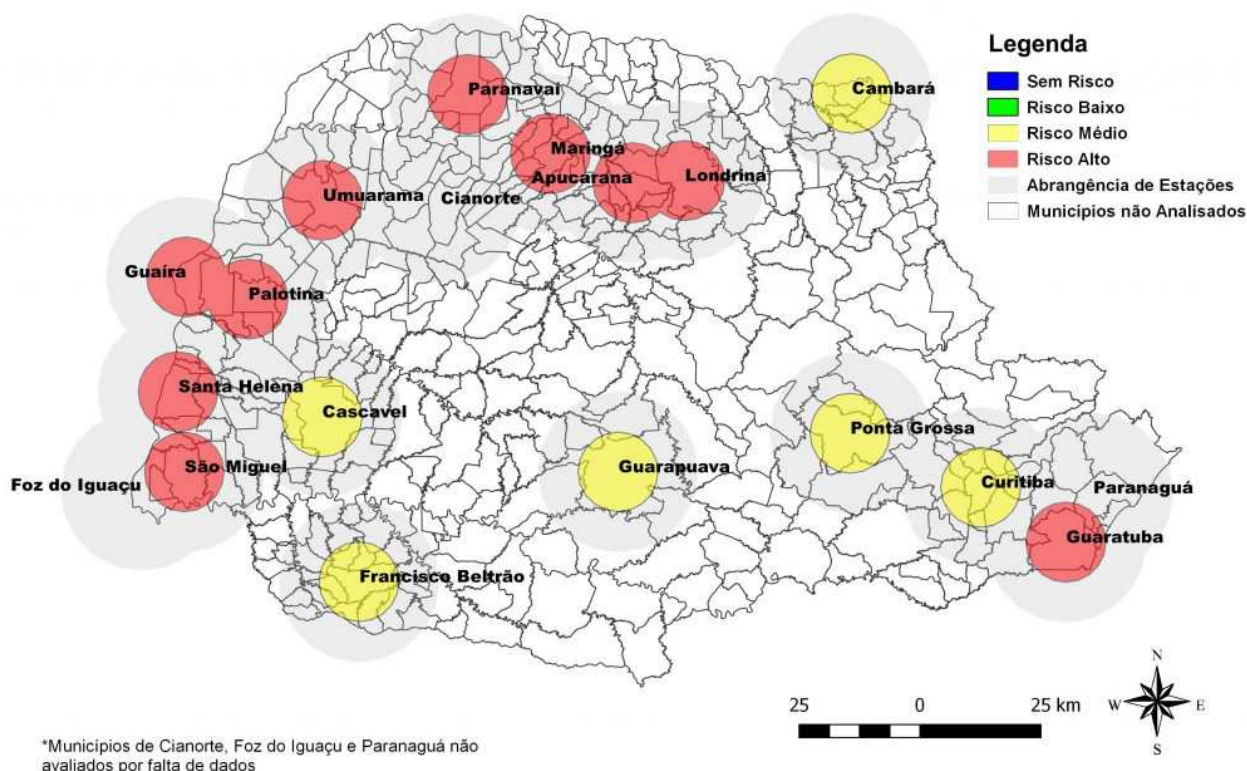 Legenda
Sem Risco
Risco Baixo
Risco Médio
Risco Alto
Abrangência de Estações
Municípios não Analisados
Paranavaí
Cambará
Maringá
Apucarana
Londrina
Umuarama
Cianorte
Guaíra
Palotina
Santa Helena
Cascavel
Ponta Grossa
São Miguel
Guarapuava
Foz do Iguaçu
Curitiba
Paranaguá
Guaratuba
Francisco Beltrão
N
W
E
S
25 0 25 km
*Municípios de Cianorte, Foz do Iguaçu e Paranaguá não
avaliados por falta de dados